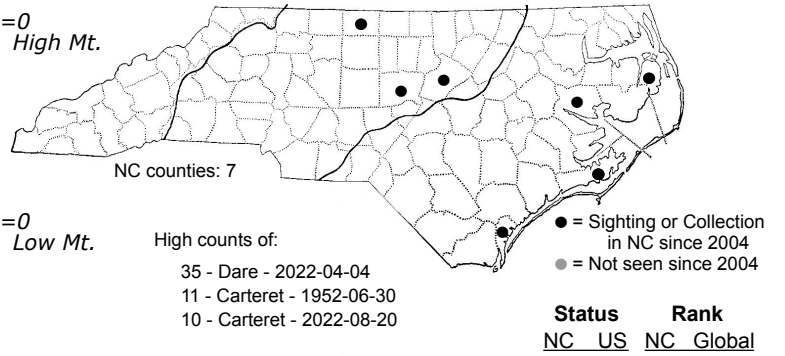 =0
High Mt.
NC counties: 7
=0
Low Mt.
High counts of:
35 - Dare - 2022-04-04
11 - Carteret - 1952-06-30
10 - Carteret - 2022-08-20
= Sighting or Collection
in NC since 2004
= Not seen since 2004
Status Rank
NC US NC Global